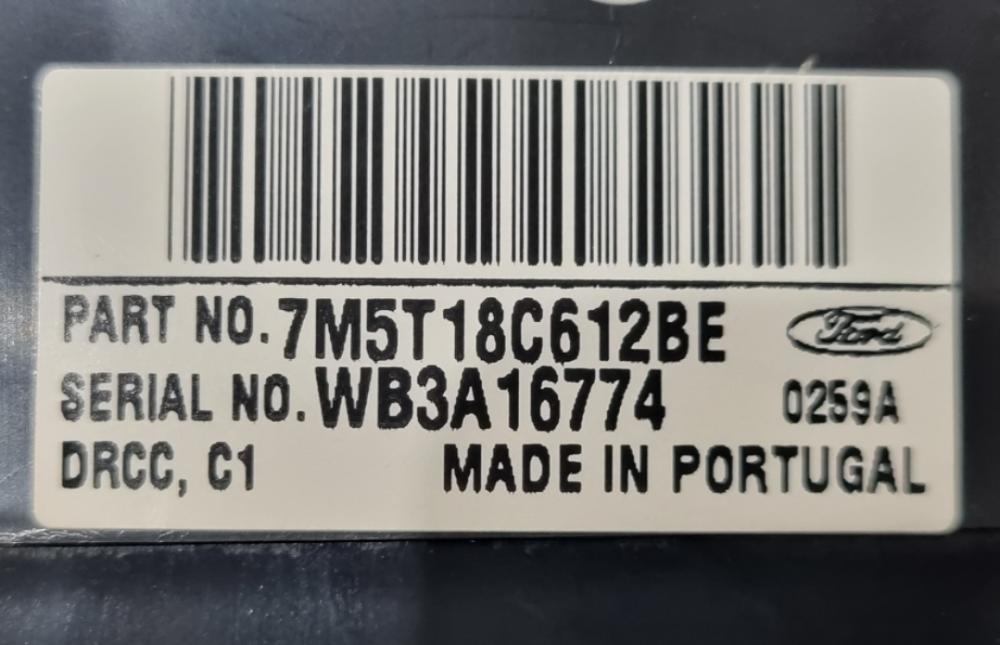 PART NO. 7M5T18C612BE Ford
SERIAL NO. WB3A16774 0259A
DRCC, C1 MADE IN PORTUGAL